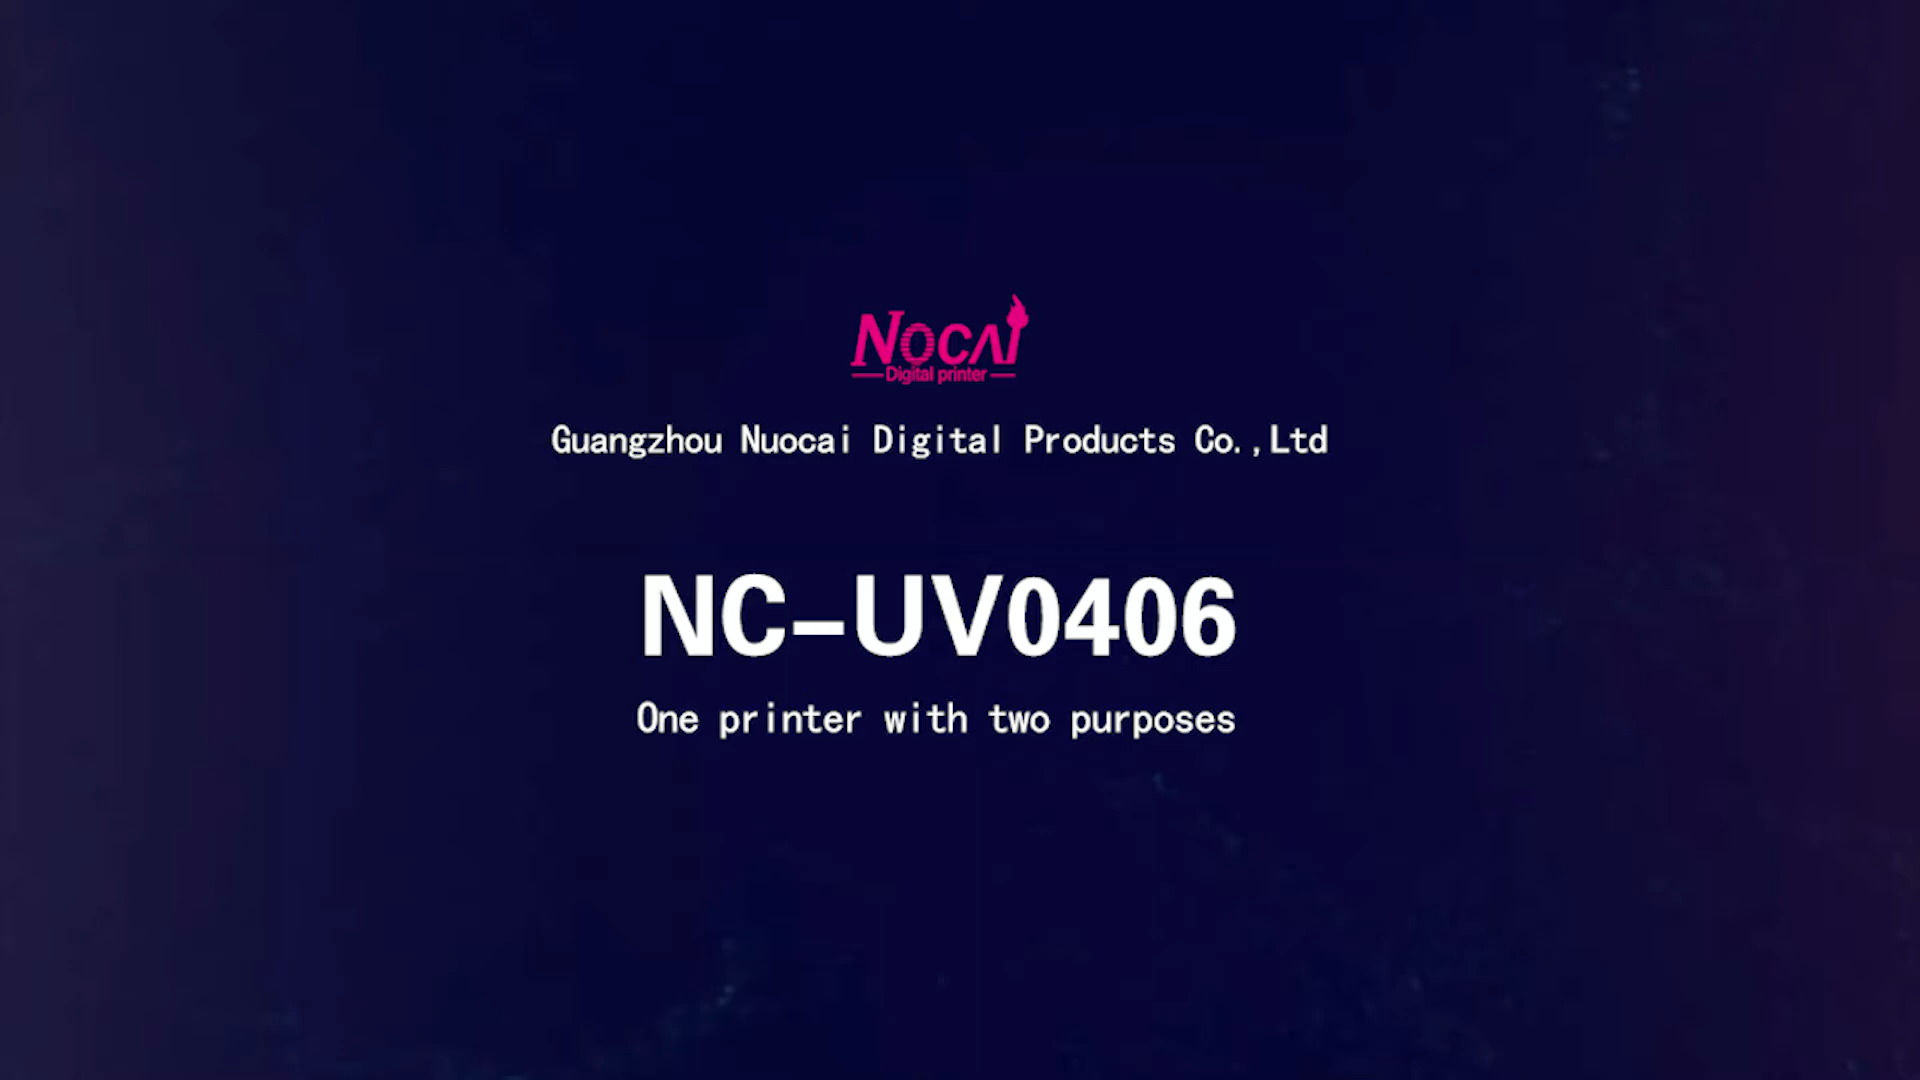 Nocai
Digital printer
Guangzhou Nuocai Digital Products Co.,Ltd
NC-UV0406
One printer with two purposes